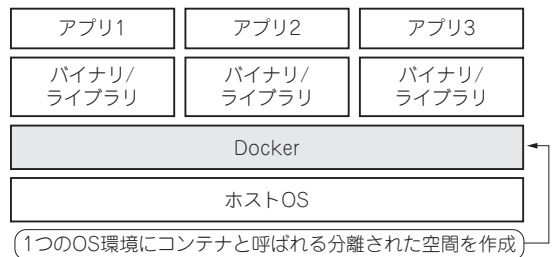 アプリ1
アプリ2
アプリ3
バイナリ/
ライブラリ
バイナリ/
ライブラリ
バイナリ/
ライブラリ
Docker
ホストOS
1つのOS環境にコンテナと呼ばれる分離された空間を作成